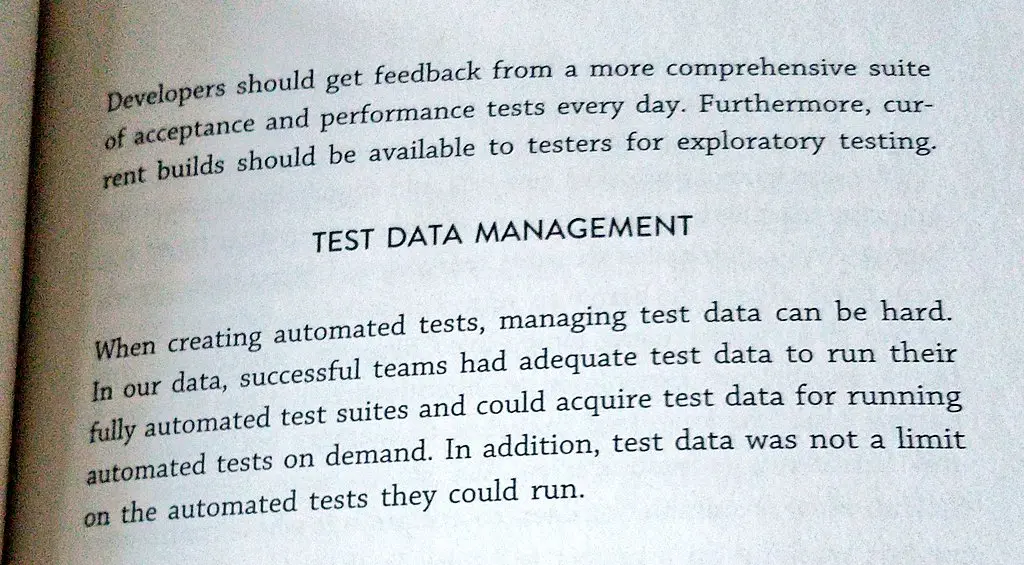 Developers should get feedback from a more comprehensive suite
of acceptance and performance tests every day. Furthermore, cur-
rent builds should be available to testers for exploratory testing.
TEST DATA MANAGEMENT
When creating automated tests, managing test data can be hard.
In our data, successful teams had adequate test data to run their
fully automated test suites and could acquire test data for running
automated tests on demand. In addition, test data was not a limit
on the automated tests they could run.